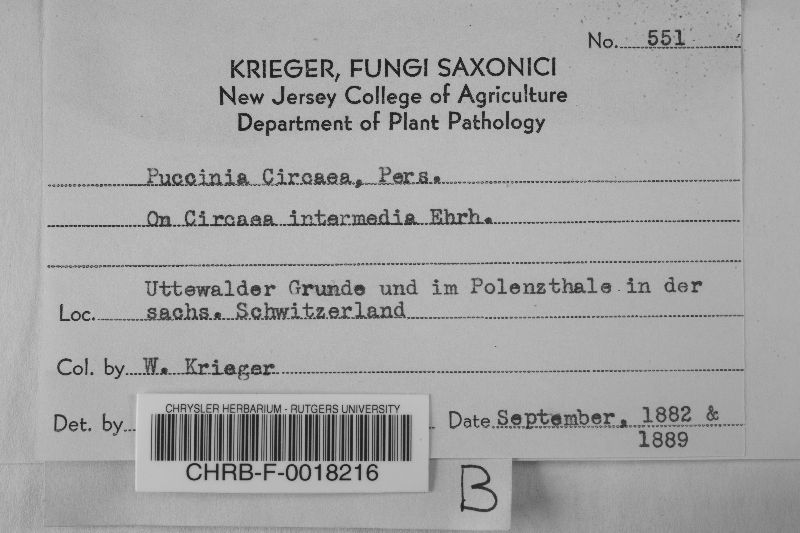 No. 551
KRIEGER, FUNGI SAXONICI
New Jersey College of Agriculture
Department of Plant Pathology
Puccinia Circaea, Pers.
On Circaea intermedia Ehrh.
Uttewalder Grunde und im Polenzthale in der
Loc. sachs. Schwitzerland
Col. by W. Krieger
Det. by
Date September, 1882 &
1889
CHRYSLER HERBARIUM - RUTGERS UNIVERSITY
CHRB-F-0018216
B